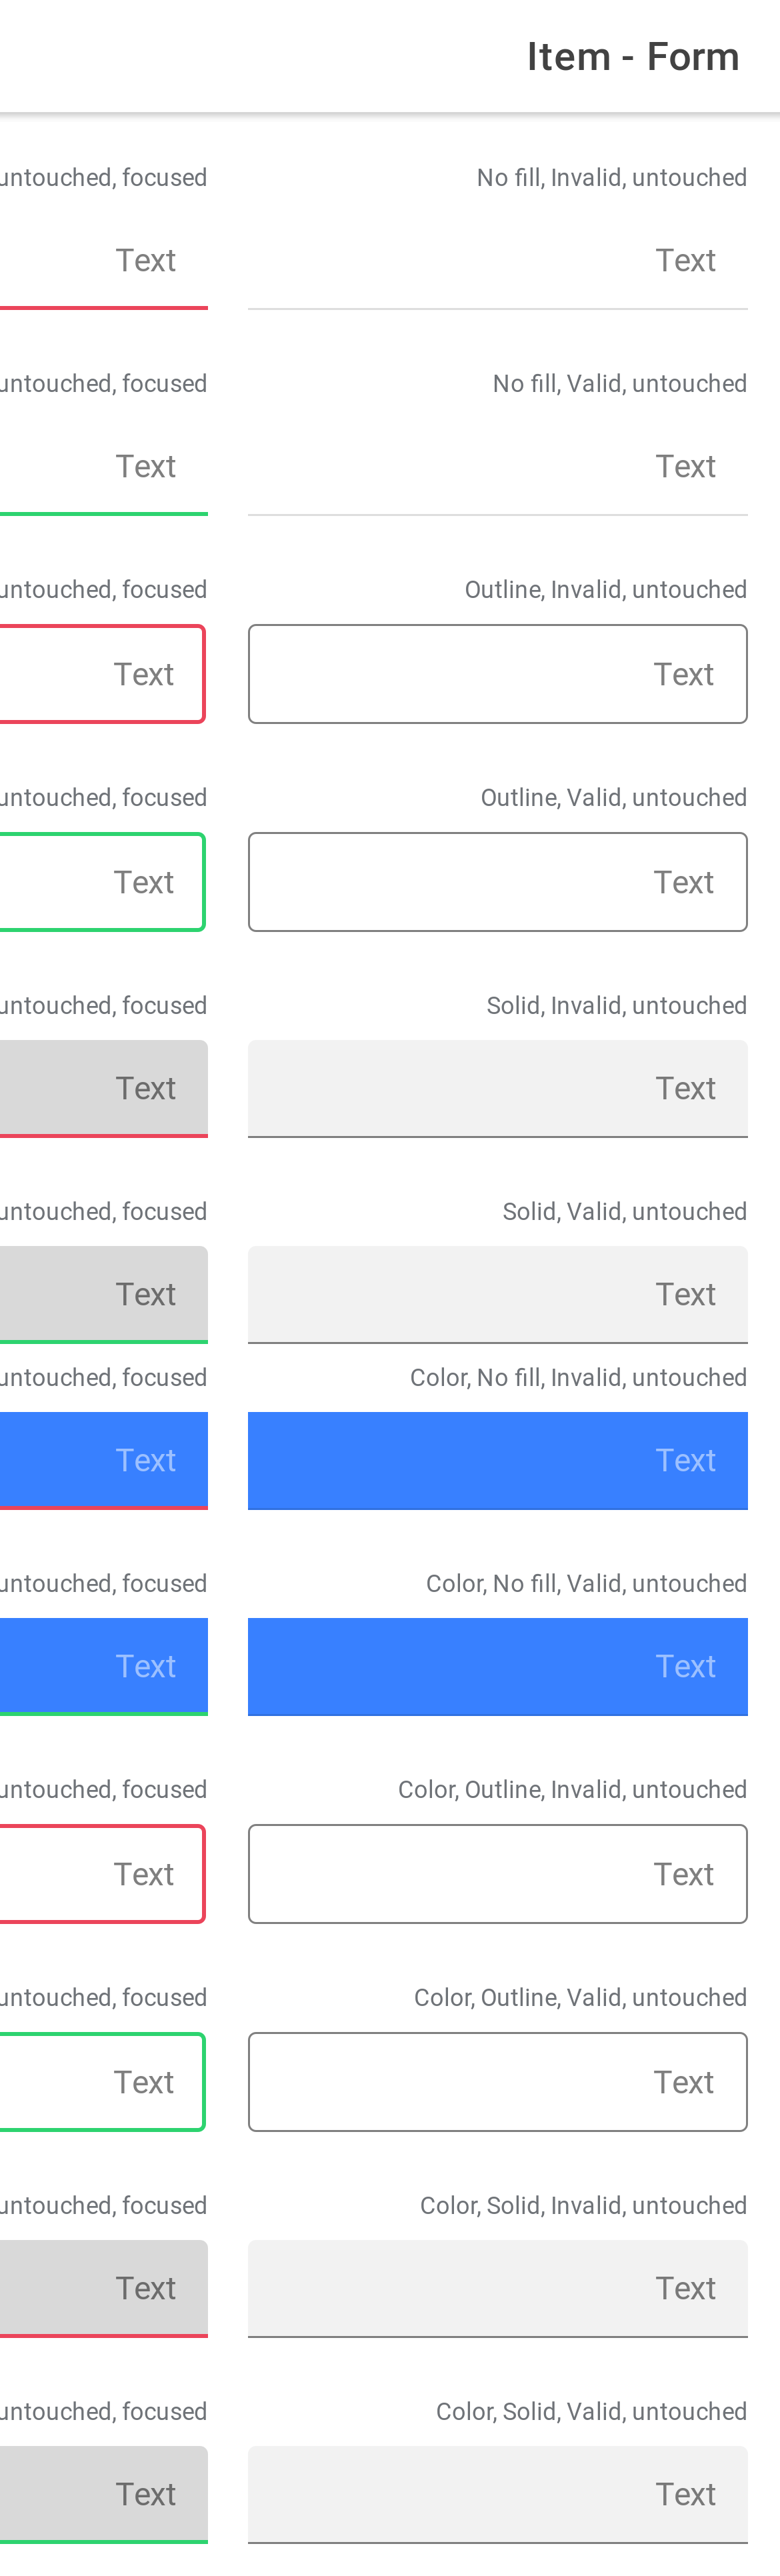 Item - Form
No fill, Invalid, untouched
untouched, focused
Text
Text
No fill, Valid, untouched
untouched, focused
Text
Text
Outline, Invalid, untouched
untouched, focused
Text
Text
Outline, Valid, untouched
untouched, focused
Text
Text
Solid, Invalid, untouched
untouched, focused
Text
Text
Solid, Valid, untouched
untouched, focused
Text
Text
Color, No fill, Invalid, untouched
untouched, focused
Text
Text
Color, No fill, Valid, untouched
untouched, focused
Text
Text
Color, Outline, Invalid, untouched
untouched, focused
Text
Text
Color, Outline, Valid, untouched
untouched, focused
Text
Text
Color, Solid, Invalid, untouched
untouched, focused
Text
Text
Color, Solid, Valid, untouched
untouched, focused
Text
Text